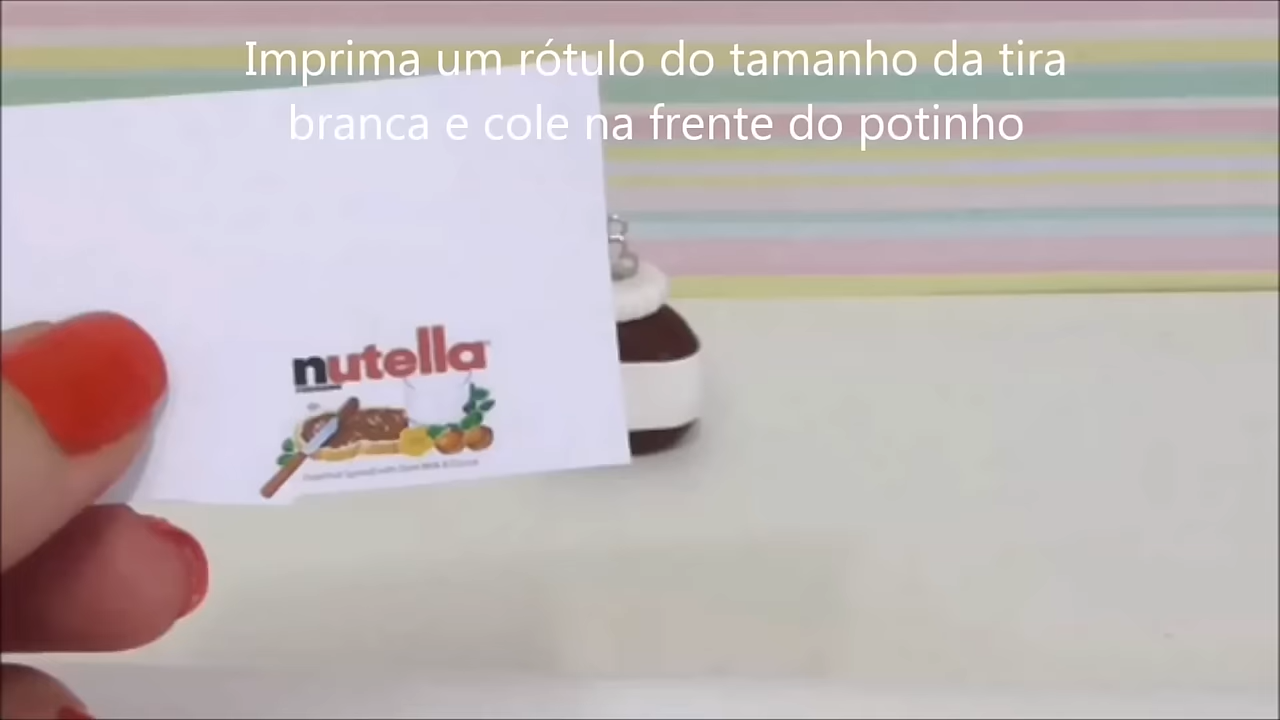 Imprima um rótulo do tamanho da tira
branca e cole na frente do potinho
nutella